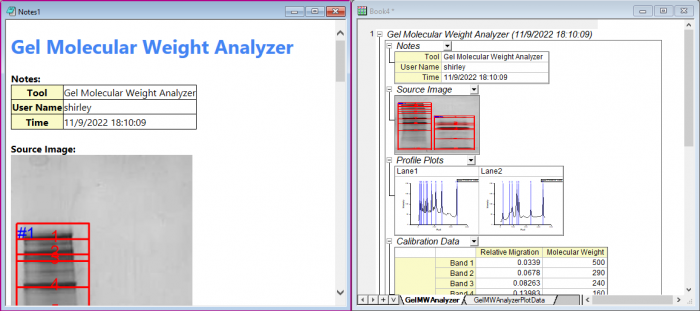 Notes1
Gel Molecular Weight Analyzer
Notes:
Tool Gel Molecular Weight Analyzer
User Name shirley
Time 11/9/2022 18:10:09
Source Image:
#1
1
2
3
4
Book4 *
1 Gel Molecular Weight Analyzer (11/9/2022 18:10:09)
Notes
Tool Gel Molecular Weight Analyzer
User Name shirley
Time 11/9/2022 18:10:09
Source Image
Profile Plots
Lane1 Lane2
Calibration Data
Relative Migration Molecular Weight
Band 1 0.0339 500
Band 2 0.0678 290
Band 3 0.08263 240
Band 4 0.13983 160
GelMWAnalyzer GelMWAnalyzerPlotData